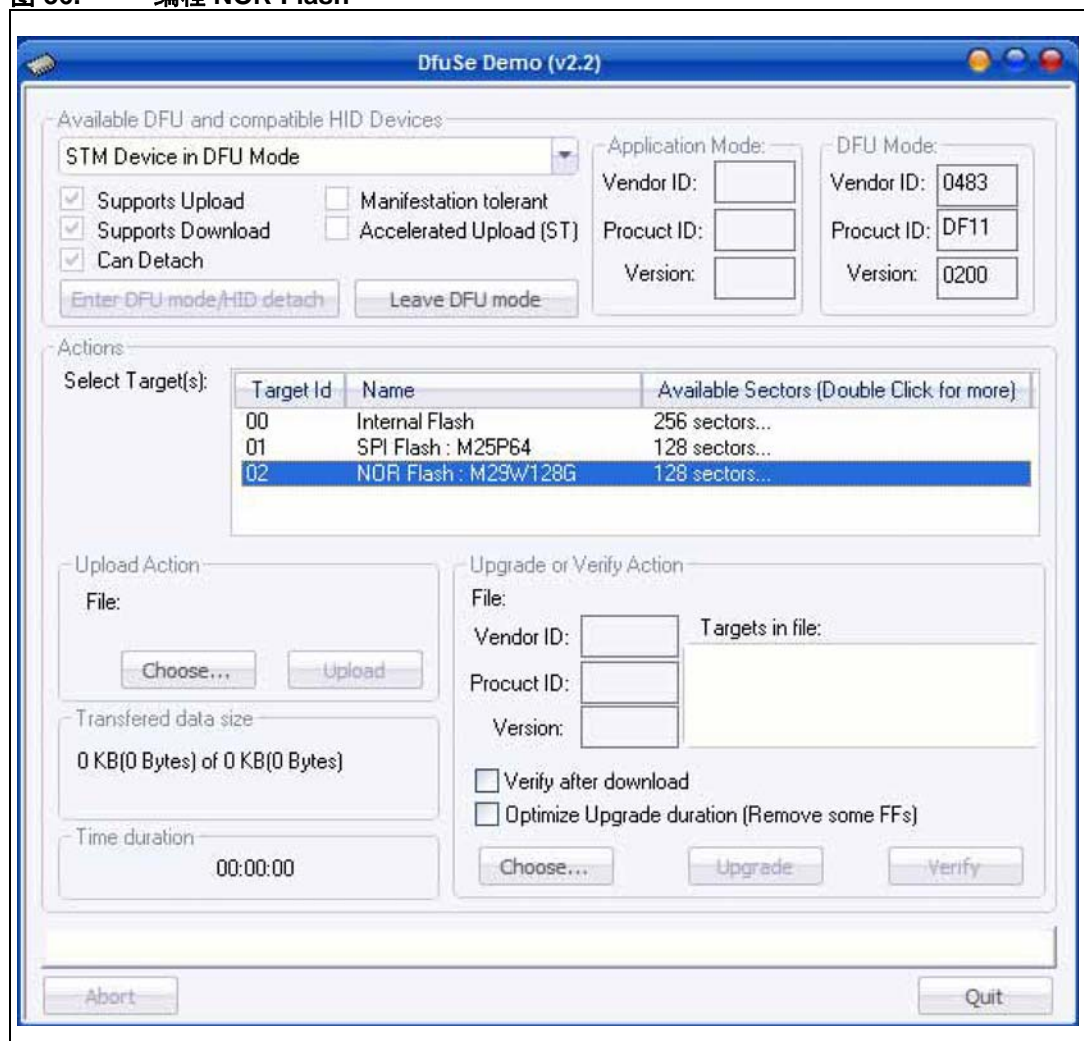 图 36. 编程 NOR Flash
DfuSe Demo (v2.2)
Available DFU and compatible HID Devices
STM Device in DFU Mode
Supports Upload
Manifestation tolerant
Supports Download
Accelerated Upload (ST)
Can Detach
Enter DFU mode/HID detach
Leave DFU mode
Application Mode:
Vendor ID:
Procuct ID:
Version:
DFU Mode:
Vendor ID: 0483
Procuct ID: DF11
Version: 0200
Actions
Select Target(s):
Target Id Name Available Sectors (Double Click for more)
00 Internal Flash 256 sectors...
01 SPI Flash : M25P64 128 sectors...
02 NOR Flash : M29W128G 128 sectors...
Upload Action
File:
Choose...
Upload
Transfered data size
0 KB(0 Bytes) of 0 KB(0 Bytes)
Time duration
00:00:00
Upgrade or Verify Action
File:
Vendor ID:
Procuct ID:
Version:
Targets in file:
Verify after download
Optimize Upgrade duration (Remove some FFs)
Choose...
Upgrade
Verify
Abort
Quit